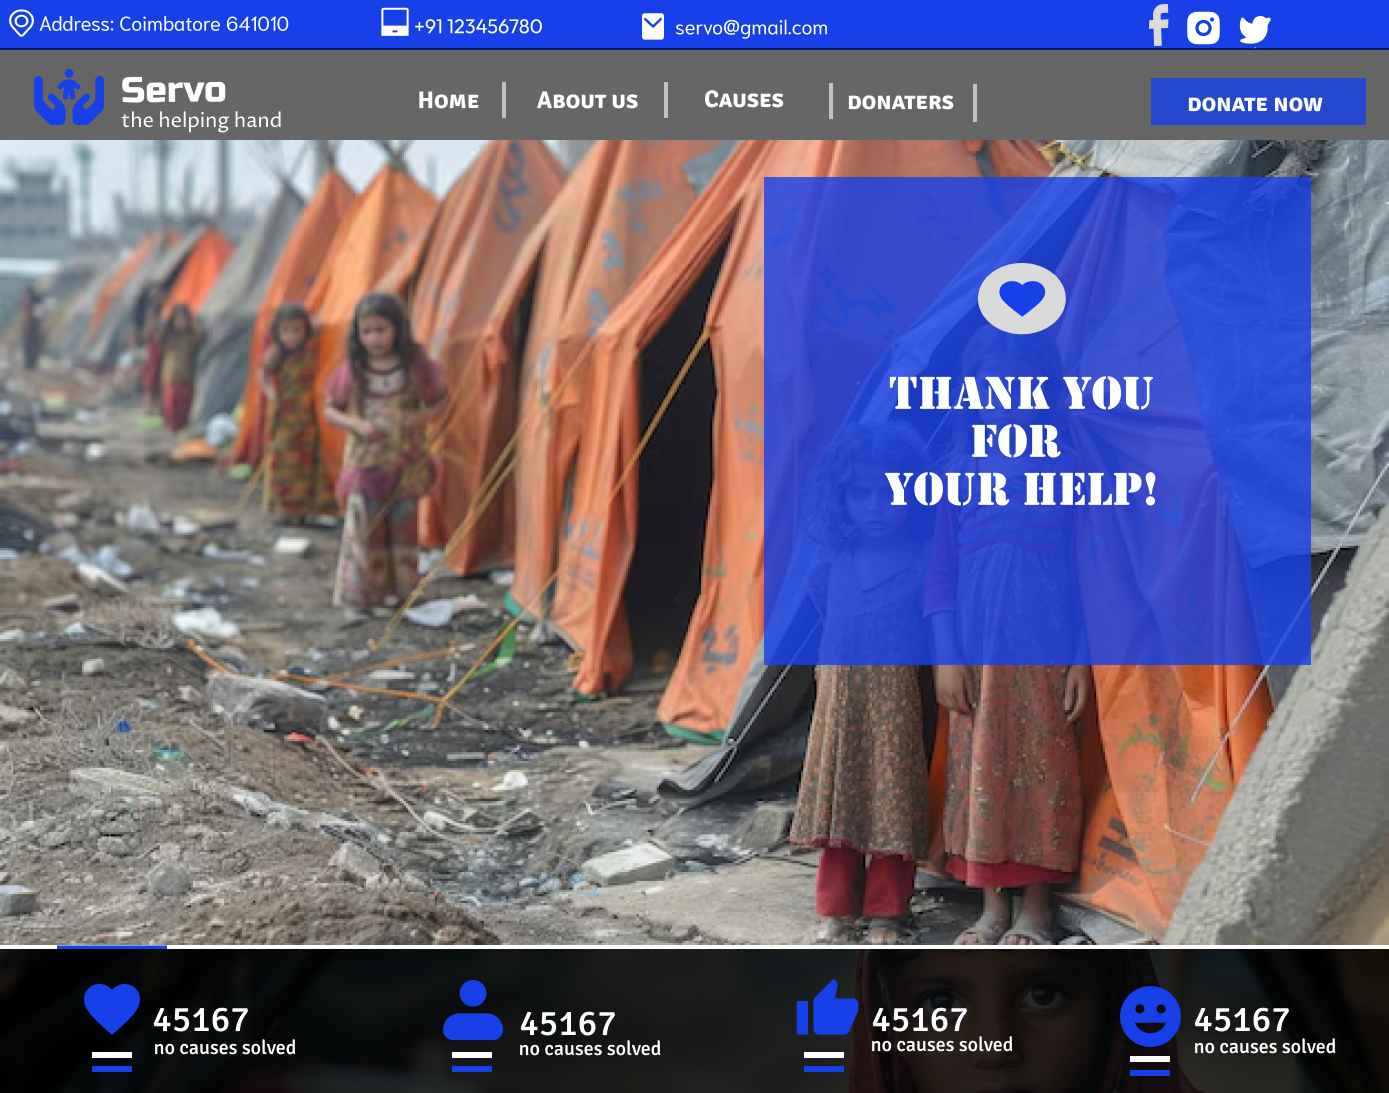 Address: Coimbatore 641010
+91 123456780
servo@gmail.com
Servo
the helping hand
Home
About us
Causes
donaters
donate now
THANK YOU
FOR
YOUR HELP!
45167
no causes solved
45167
no causes solved
45167
no causes solved
45167
no causes solved